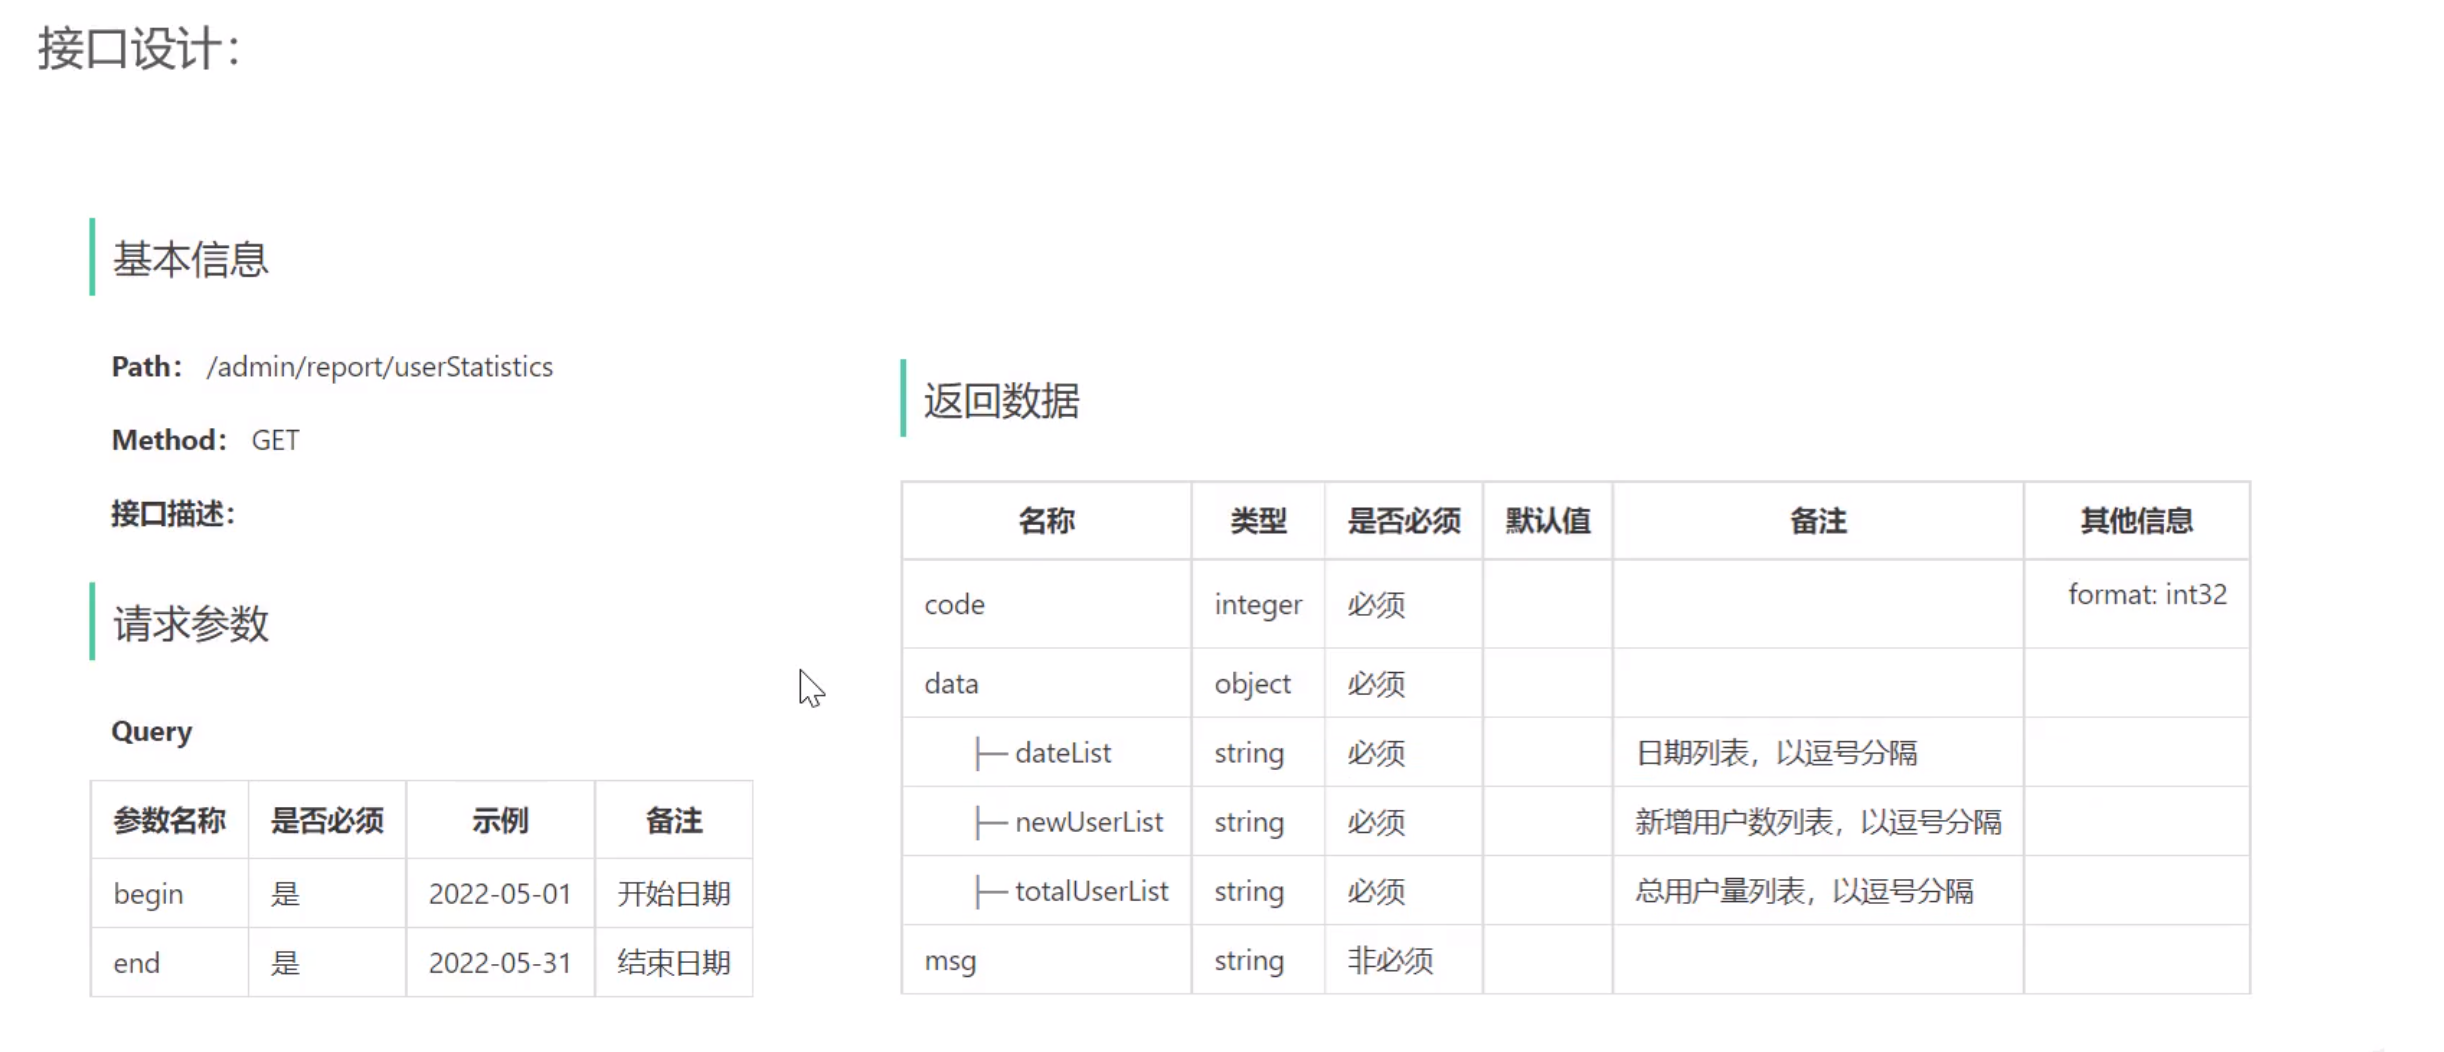 接口设计：
基本信息
Path： /admin/report/userStatistics
Method： GET
接口描述：
请求参数
Query
参数名称 是否必须 示例 备注
begin 是 2022-05-01 开始日期
end 是 2022-05-31 结束日期
返回数据
名称 类型 是否必须 默认值 备注 其他信息
code integer 必须 format: int32
data object 必须
├─ dateList string 必须 日期列表，以逗号分隔
├─ newUserList string 必须 新增用户数列表，以逗号分隔
├─ totalUserList string 必须 总用户量列表，以逗号分隔
msg string 非必须